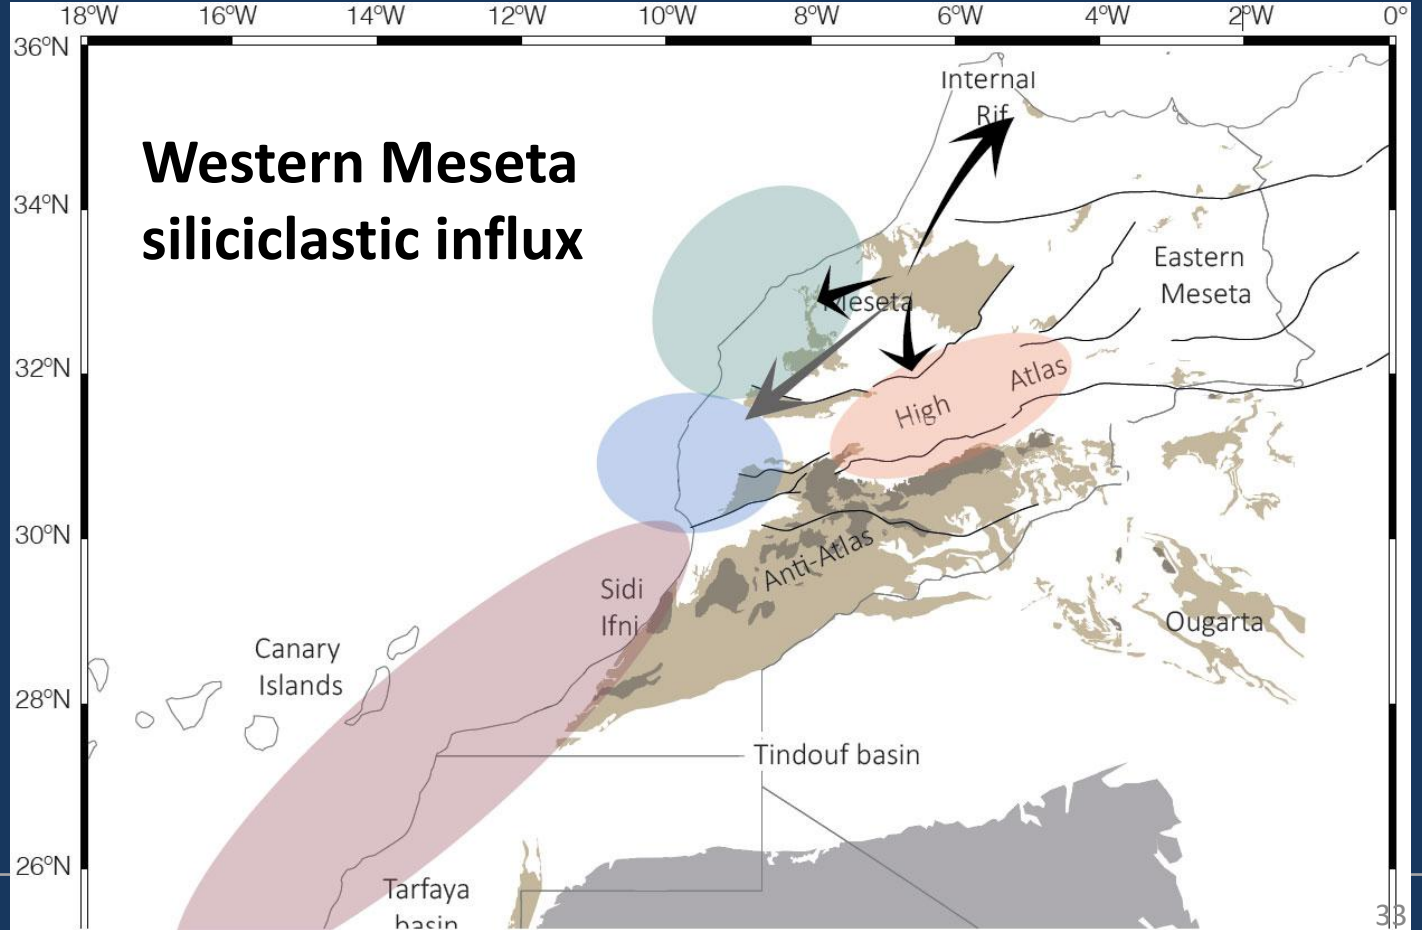 18°W 16°W 14°W 12°W 10°W 8°W 6°W 4°W 2°W 0°
36°N
Internal
Rif
Western Meseta
siliciclastic influx
34°N
Eastern
Meseta
Meseta
32°N
Atlas
High
30°N
Anti-Atlas
Sidi
Ifni
Ougarta
Canary
Islands
28°N
Tindouf basin
26°N
Tarfaya
basin
33